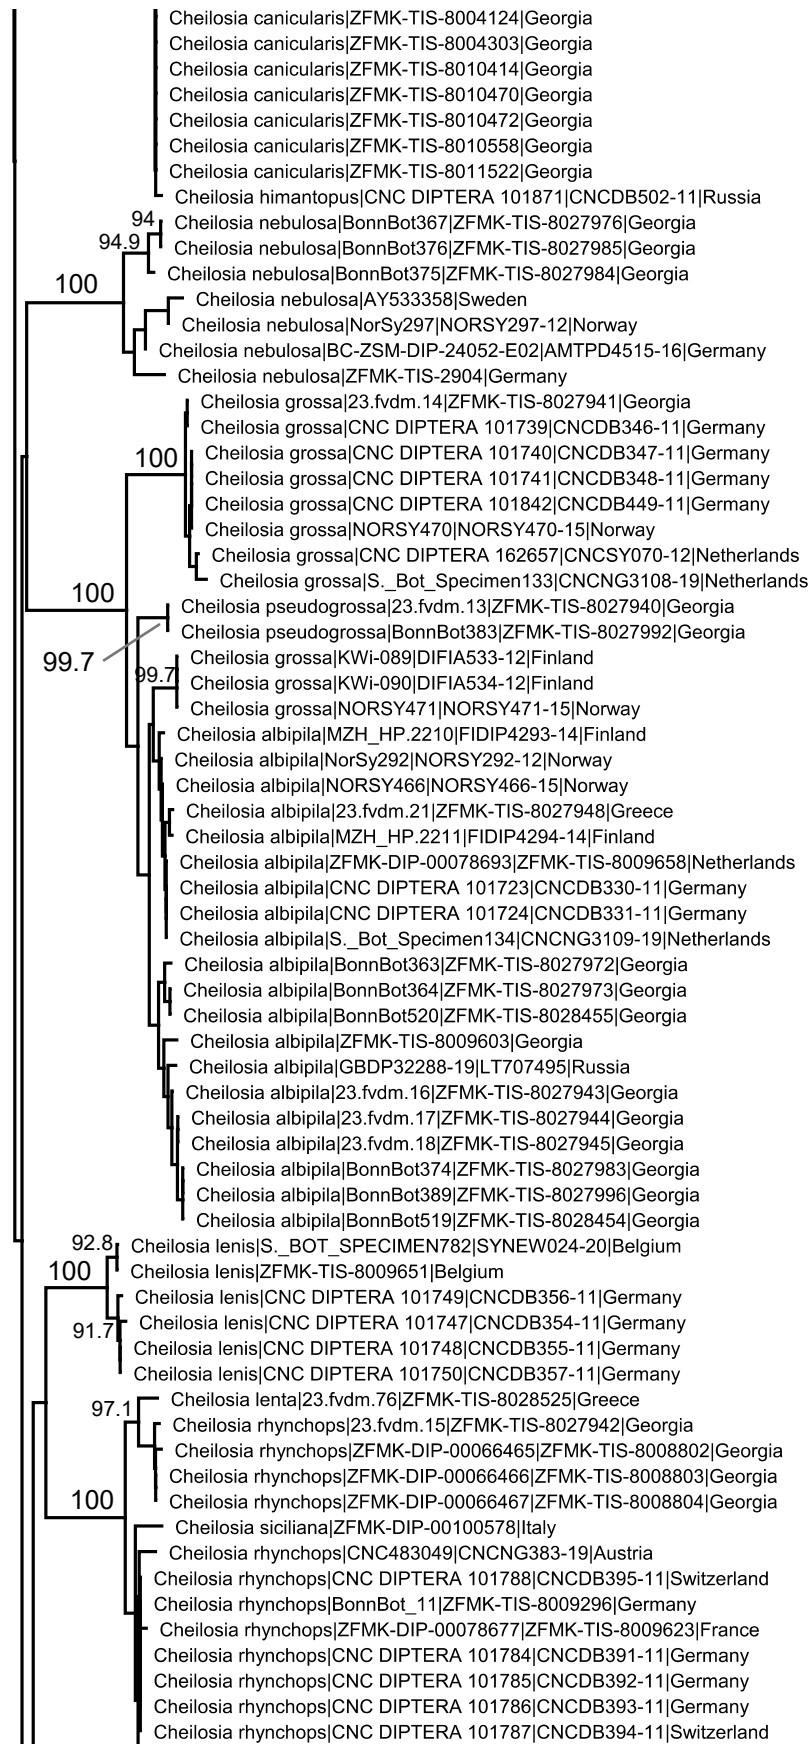 Cheilosia canicularis|ZFMK-TIS-8004124|Georgia
Cheilosia canicularis|ZFMK-TIS-8004303|Georgia
Cheilosia canicularis|ZFMK-TIS-8010414|Georgia
Cheilosia canicularis|ZFMK-TIS-8010470|Georgia
Cheilosia canicularis|ZFMK-TIS-8010472|Georgia
Cheilosia canicularis|ZFMK-TIS-8010558|Georgia
Cheilosia canicularis|ZFMK-TIS-8011522|Georgia
Cheilosia himantopus|CNC DIPTERA 101871|CNCDB502-11|Russia
94
Cheilosia nebulosa|BonnBot367|ZFMK-TIS-8027976|Georgia
94.9
Cheilosia nebulosa|BonnBot376|ZFMK-TIS-8027985|Georgia
Cheilosia nebulosa|BonnBot375|ZFMK-TIS-8027984|Georgia
100
Cheilosia nebulosa|AY533358|Sweden
Cheilosia nebulosa|NorSy297|NORSY297-12|Norway
Cheilosia nebulosa|BC-ZSM-DIP-24052-E02|AMTPD4515-16|Germany
Cheilosia nebulosa|ZFMK-TIS-2904|Germany
Cheilosia grossa|23.fvdm.14|ZFMK-TIS-8027941|Georgia
Cheilosia grossa|CNC DIPTERA 101739|CNCDB346-11|Germany
100
Cheilosia grossa|CNC DIPTERA 101740|CNCDB347-11|Germany
Cheilosia grossa|CNC DIPTERA 101741|CNCDB348-11|Germany
Cheilosia grossa|CNC DIPTERA 101842|CNCDB449-11|Germany
Cheilosia grossa|NORSY470|NORSY470-15|Norway
Cheilosia grossa|CNC DIPTERA 162657|CNCSY070-12|Netherlands
Cheilosia grossa|S._Bot_Specimen133|CNCNG3108-19|Netherlands
100
Cheilosia pseudogrossa|23.fvdm.13|ZFMK-TIS-8027940|Georgia
Cheilosia pseudogrossa|BonnBot383|ZFMK-TIS-8027992|Georgia
99.7
Cheilosia grossa|KWi-089|DIFIA533-12|Finland
99.7
Cheilosia grossa|KWi-090|DIFIA534-12|Finland
Cheilosia grossa|NORSY471|NORSY471-15|Norway
Cheilosia albipila|MZH_HP.2210|FIDIP4293-14|Finland
Cheilosia albipila|NorSy292|NORSY292-12|Norway
Cheilosia albipila|NORSY466|NORSY466-15|Norway
Cheilosia albipila|23.fvdm.21|ZFMK-TIS-8027948|Greece
Cheilosia albipila|MZH_HP.2211|FIDIP4294-14|Finland
Cheilosia albipila|ZFMK-DIP-00078693|ZFMK-TIS-8009658|Netherlands
Cheilosia albipila|CNC DIPTERA 101723|CNCDB330-11|Germany
Cheilosia albipila|CNC DIPTERA 101724|CNCDB331-11|Germany
Cheilosia albipila|S._Bot_Specimen134|CNCNG3109-19|Netherlands
Cheilosia albipila|BonnBot363|ZFMK-TIS-8027972|Georgia
Cheilosia albipila|BonnBot364|ZFMK-TIS-8027973|Georgia
Cheilosia albipila|BonnBot520|ZFMK-TIS-8028455|Georgia
Cheilosia albipila|ZFMK-TIS-8009603|Georgia
Cheilosia albipila|GBDP32288-19|LT707495|Russia
Cheilosia albipila|23.fvdm.16|ZFMK-TIS-8027943|Georgia
Cheilosia albipila|23.fvdm.17|ZFMK-TIS-8027944|Georgia
Cheilosia albipila|23.fvdm.18|ZFMK-TIS-8027945|Georgia
Cheilosia albipila|BonnBot374|ZFMK-TIS-8027983|Georgia
Cheilosia albipila|BonnBot389|ZFMK-TIS-8027996|Georgia
Cheilosia albipila|BonnBot519|ZFMK-TIS-8028454|Georgia
92.8
Cheilosia lenis|S._BOT_SPECIMEN782|SYNEW024-20|Belgium
100
Cheilosia lenis|ZFMK-TIS-8009651|Belgium
Cheilosia lenis|CNC DIPTERA 101749|CNCDB356-11|Germany
Cheilosia lenis|CNC DIPTERA 101747|CNCDB354-11|Germany
91.7
Cheilosia lenis|CNC DIPTERA 101748|CNCDB355-11|Germany
Cheilosia lenis|CNC DIPTERA 101750|CNCDB357-11|Germany
97.1
Cheilosia lenta|23.fvdm.76|ZFMK-TIS-8028525|Greece
Cheilosia rhynchops|23.fvdm.15|ZFMK-TIS-8027942|Georgia
Cheilosia rhynchops|ZFMK-DIP-00066465|ZFMK-TIS-8008802|Georgia
Cheilosia rhynchops|ZFMK-DIP-00066466|ZFMK-TIS-8008803|Georgia
Cheilosia rhynchops|ZFMK-DIP-00066467|ZFMK-TIS-8008804|Georgia
100
Cheilosia siciliana|ZFMK-DIP-00100578|Italy
Cheilosia rhynchops|CNC483049|CNCNG383-19|Austria
Cheilosia rhynchops|CNC DIPTERA 101788|CNCDB395-11|Switzerland
Cheilosia rhynchops|BonnBot_11|ZFMK-TIS-8009296|Germany
Cheilosia rhynchops|ZFMK-DIP-00078677|ZFMK-TIS-8009623|France
Cheilosia rhynchops|CNC DIPTERA 101784|CNCDB391-11|Germany
Cheilosia rhynchops|CNC DIPTERA 101785|CNCDB392-11|Germany
Cheilosia rhynchops|CNC DIPTERA 101786|CNCDB393-11|Germany
Cheilosia rhynchops|CNC DIPTERA 101787|CNCDB394-11|Switzerland